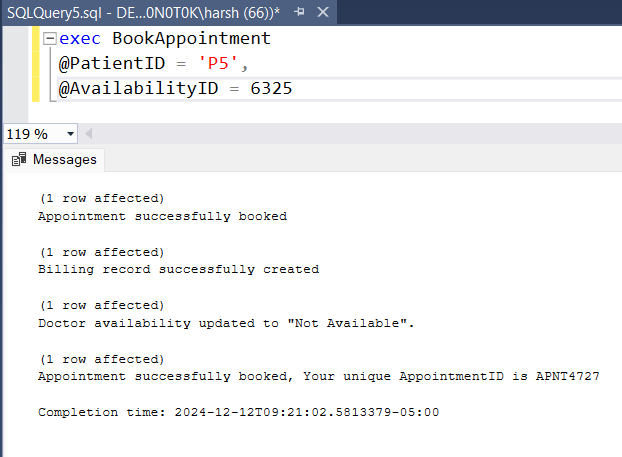 SQLQuery5.sql - DE...0N0T0K\harsh (66))*
exec BookAppointment
@PatientID = 'P5',
@AvailabilityID = 6325
119 %
Messages
(1 row affected)
Appointment successfully booked
(1 row affected)
Billing record successfully created
(1 row affected)
Doctor availability updated to "Not Available".
(1 row affected)
Appointment successfully booked, Your unique AppointmentID is APNT4727
Completion time: 2024-12-12T09:21:02.5813379-05:00